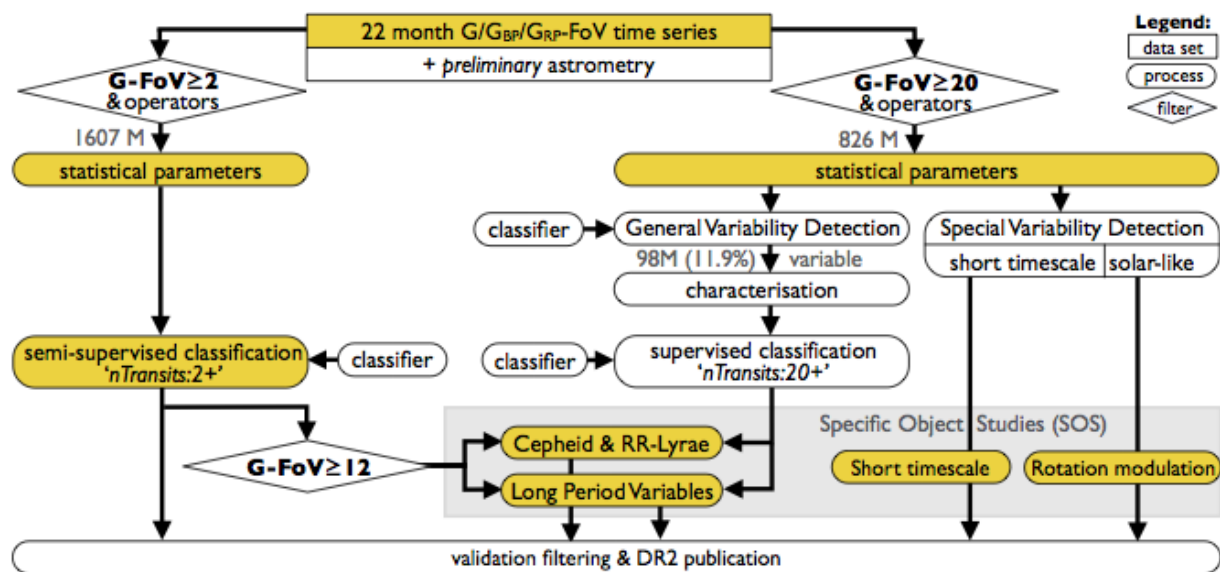 22 month G/GBP/GRP-FoV time series
+ preliminary astrometry
Legend:
data set
process
filter
G-FoV≥2
& operators
G-FoV≥20
& operators
1607 M
826 M
statistical parameters
statistical parameters
classifier
General Variability Detection
Special Variability Detection
short timescale
solar-like
98M (11.9%) variable
characterisation
semi-supervised classification
'nTransits:2+'
classifier
classifier
supervised classification
'nTransits:20+'
Specific Object Studies (SOS)
G-FoV≥12
Cepheid & RR-Lyrae
Long Period Variables
Short timescale
Rotation modulation
validation filtering & DR2 publication